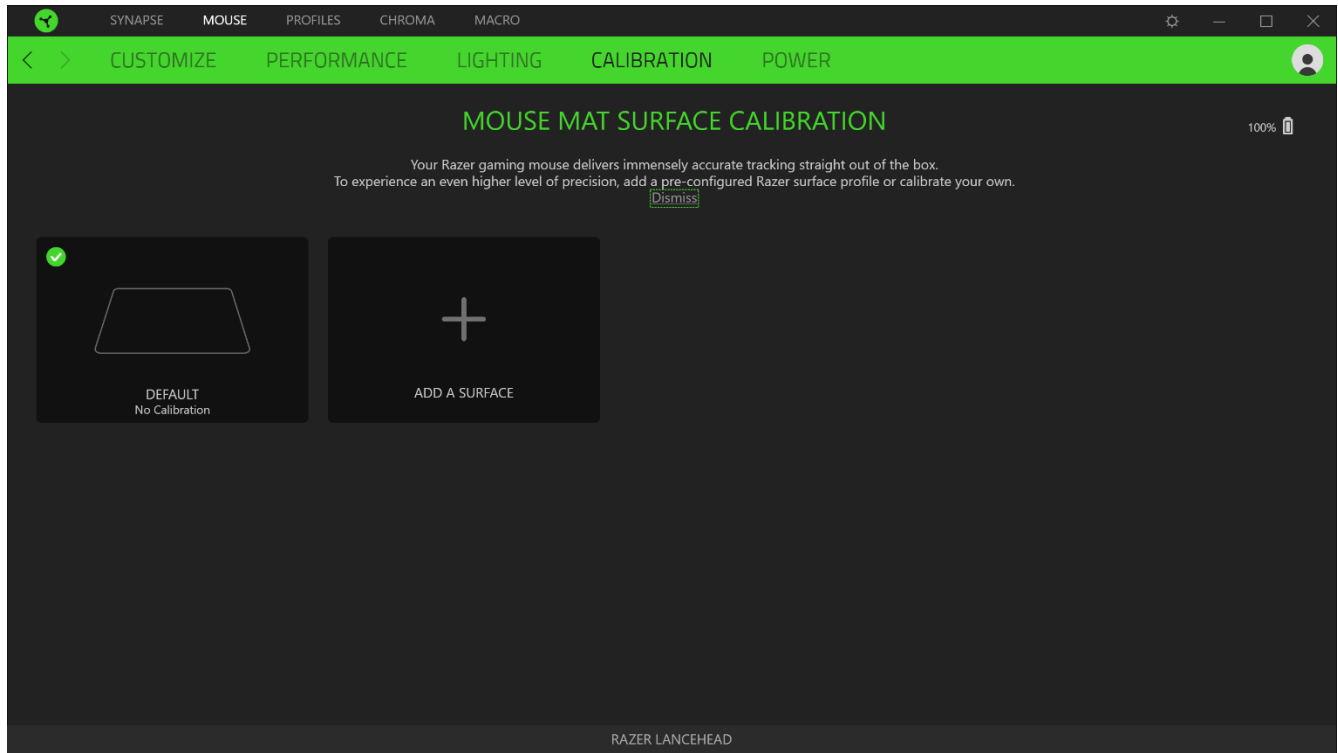 SYNAPSE MOUSE PROFILES CHROMA MACRO
CUSTOMIZE PERFORMANCE LIGHTING CALIBRATION POWER
MOUSE MAT SURFACE CALIBRATION
100%
Your Razer gaming mouse delivers immensely accurate tracking straight out of the box.
To experience an even higher level of precision, add a pre-configured Razer surface profile or calibrate your own.
Dismiss
DEFAULT
No Calibration
ADD A SURFACE
RAZER LANCEHEAD